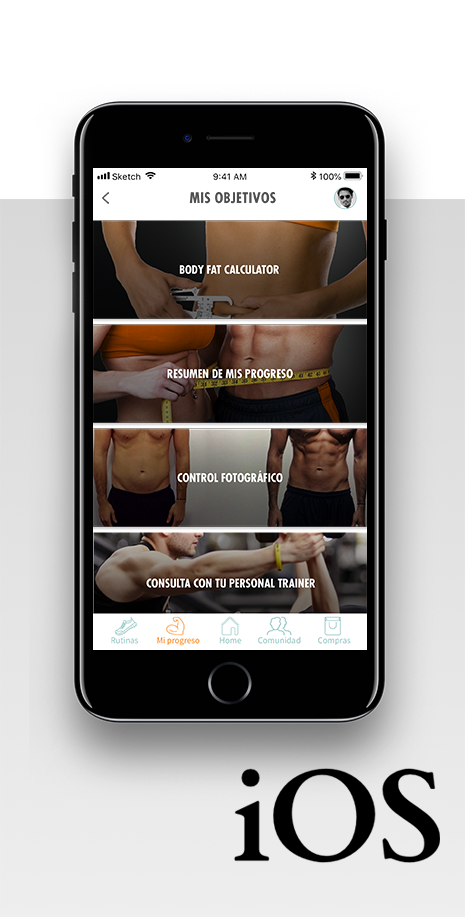 Sketch 9:41 AM 100%
MIS OBJETIVOS
BODY FAT CALCULATOR
RESUMEN DE MIS PROGRESO
CONTROL FOTOGRÁFICO
CONSULTA CON TU PERSONAL TRAINER
Rutinas Mi progreso Home Comunidad Compras
iOS